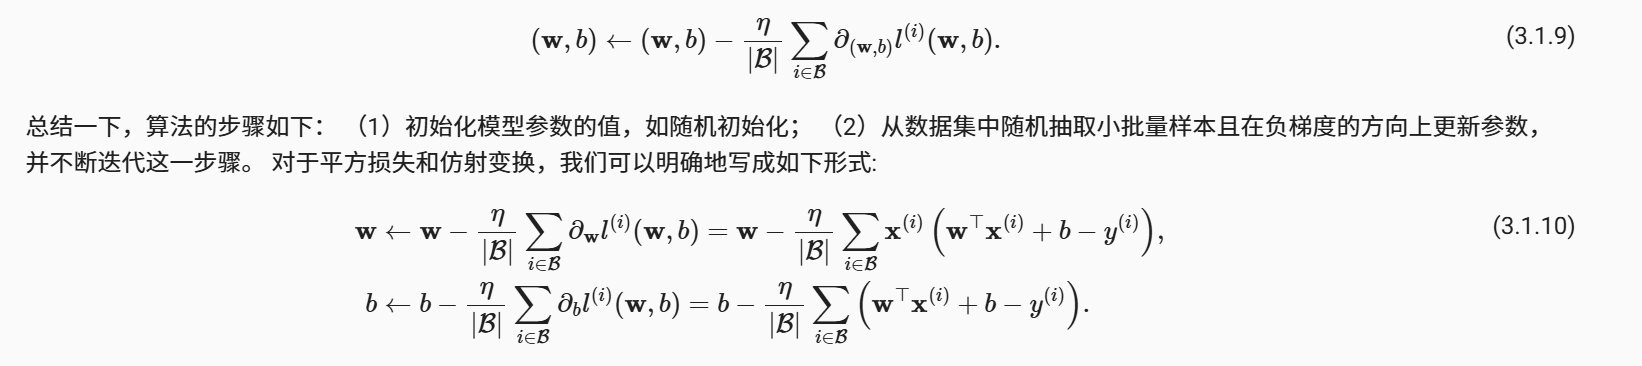 $(\mathbf{w}, b) \leftarrow (\mathbf{w}, b) - \frac{\eta}{|\mathcal{B}|} \sum_{i \in \mathcal{B}} \partial_{(\mathbf{w}, b)} l^{(i)}(\mathbf{w}, b).$ (3.1.9)
总结一下，算法的步骤如下： （1）初始化模型参数的值，如随机初始化； （2）从数据集中随机抽取小批量样本且在负梯度的方向上更新参数，
并不断迭代这一步骤。 对于平方损失和仿射变换，我们可以明确地写成如下形式:
$\mathbf{w} \leftarrow \mathbf{w} - \frac{\eta}{|\mathcal{B}|} \sum_{i \in \mathcal{B}} \partial_{\mathbf{w}} l^{(i)}(\mathbf{w}, b) = \mathbf{w} - \frac{\eta}{|\mathcal{B}|} \sum_{i \in \mathcal{B}} \mathbf{x}^{(i)} \left( \mathbf{w}^\top \mathbf{x}^{(i)} + b - y^{(i)} \right),$ (3.1.10)
$b \leftarrow b - \frac{\eta}{|\mathcal{B}|} \sum_{i \in \mathcal{B}} \partial_b l^{(i)}(\mathbf{w}, b) = b - \frac{\eta}{|\mathcal{B}|} \sum_{i \in \mathcal{B}} \left( \mathbf{w}^\top \mathbf{x}^{(i)} + b - y^{(i)} \right).$